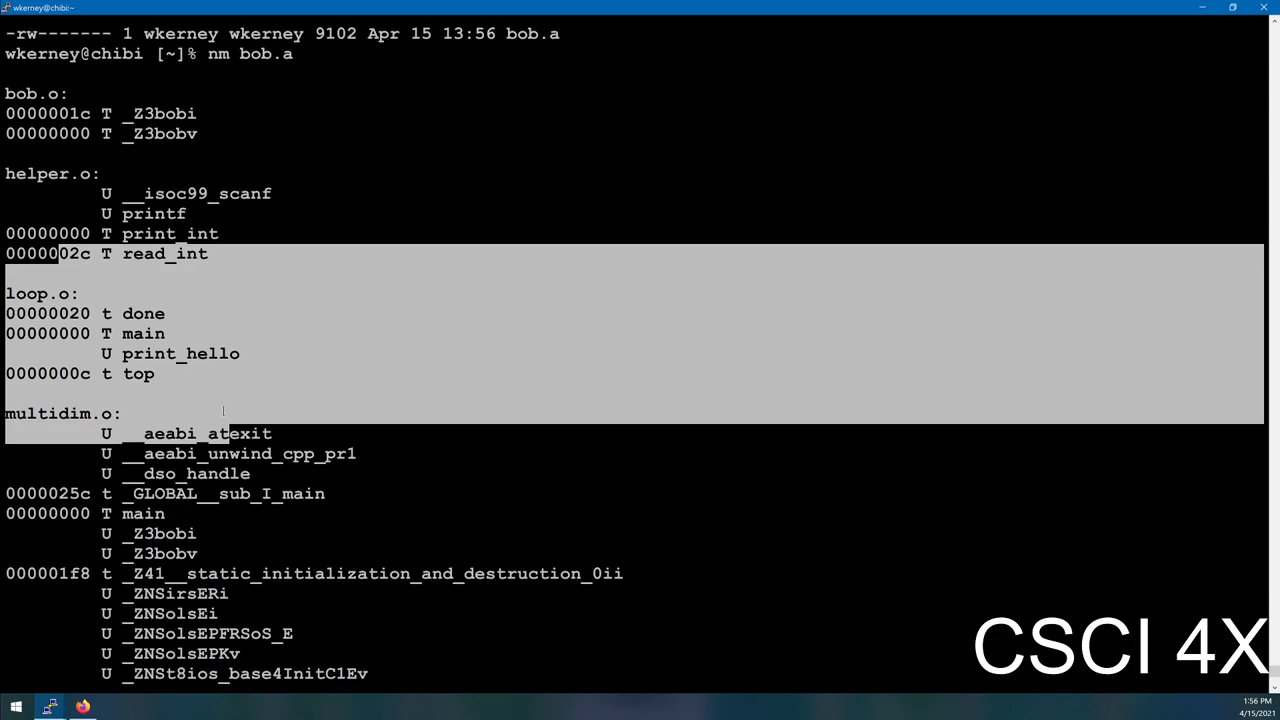 wkerney@chibi:~
-rw------- 1 wkerney wkerney 9102 Apr 15 13:56 bob.a
wkerney@chibi [~]% nm bob.a
bob.o:
0000001c T _Z3bobi
00000000 T _Z3bobv
helper.o:
U __isoc99_scanf
U printf
00000000 T print_int
0000002c T read_int
loop.o:
00000020 t done
00000000 T main
U print_hello
0000000c t top
multidim.o:
U __aeabi_atexit
U __aeabi_unwind_cpp_pr1
U __dso_handle
0000025c t _GLOBAL__sub_I_main
00000000 T main
U _Z3bobi
U _Z3bobv
000001f8 t _Z41__static_initialization_and_destruction_0ii
U _ZNSirsERi
U _ZNSolsEi
U _ZNSolsEPFRSoS_E
U _ZNSolsEPKv
U _ZNSt8ios_base4InitC1Ev
CSCI 4X
1:56 PM
4/15/2021